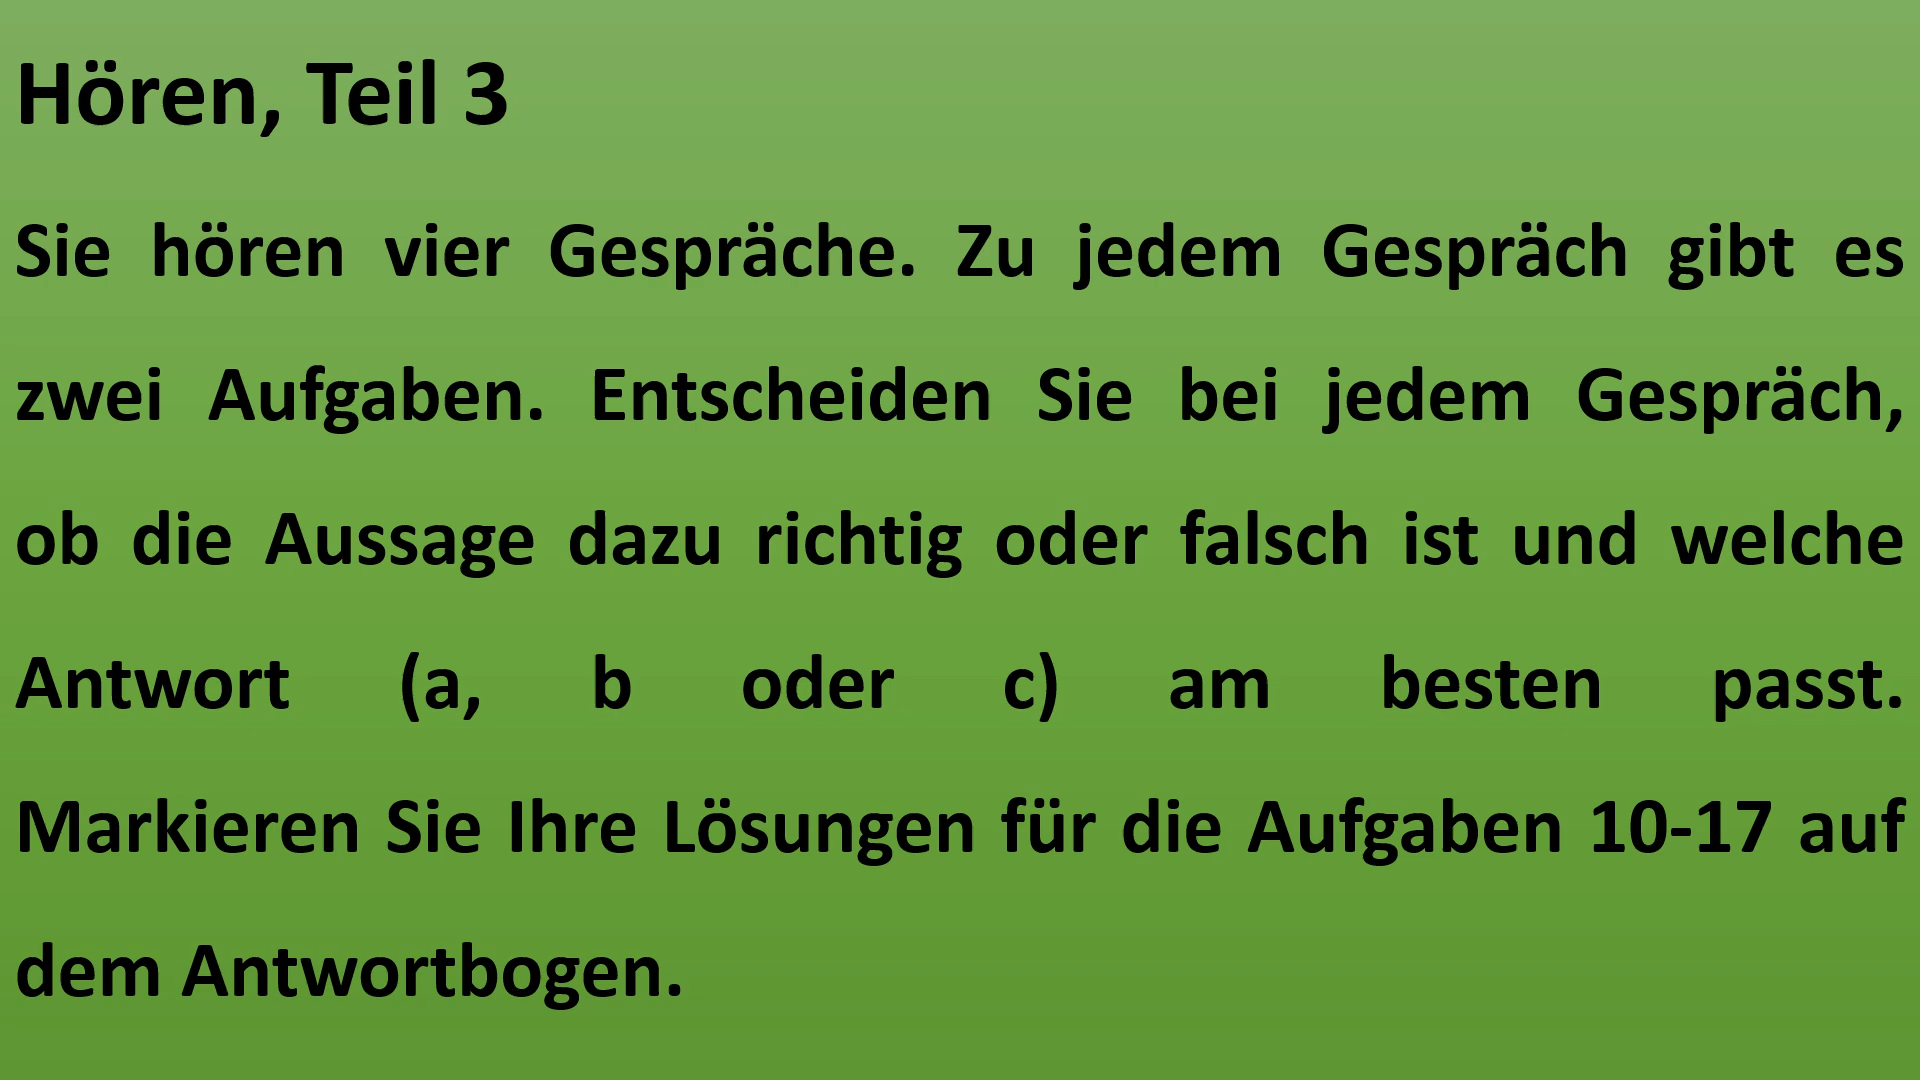 Hören, Teil 3
Sie hören vier Gespräche. Zu jedem Gespräch gibt es
zwei Aufgaben. Entscheiden Sie bei jedem Gespräch,
ob die Aussage dazu richtig oder falsch ist und welche
Antwort (a, b oder c) am besten passt.
Markieren Sie Ihre Lösungen für die Aufgaben 10-17 auf
dem Antwortbogen.